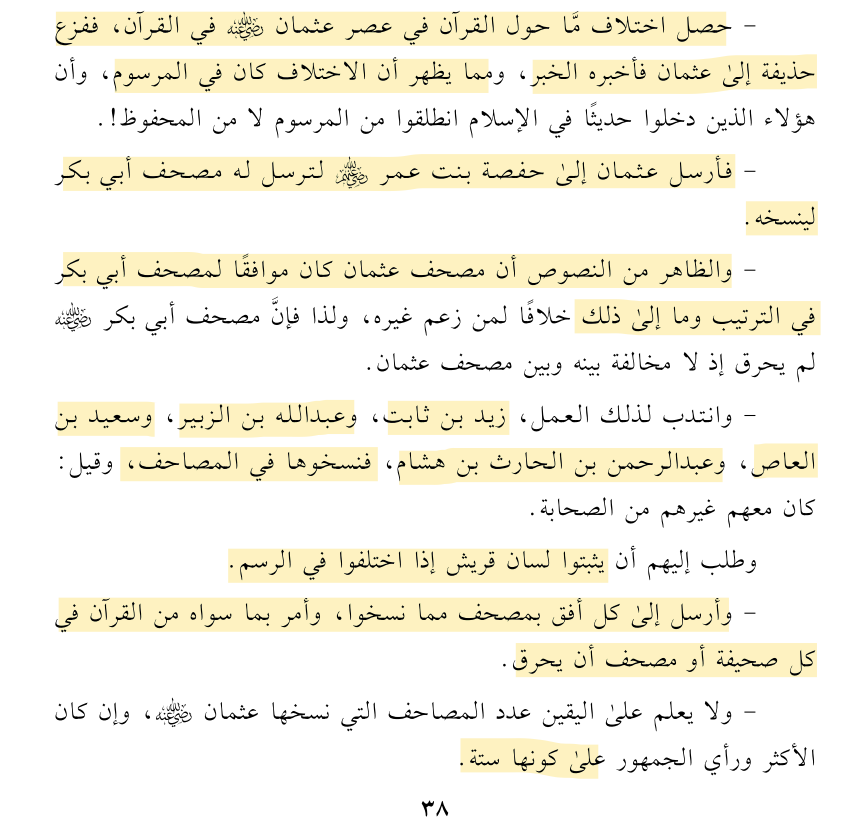 – حصل اختلاف مَّا حول القرآن في عصر عثمان رضي الله عنه في القرآن، ففزع
حذيفة إلىٰ عثمان فأخبره الخبر، ومما يظهر أن الاختلاف كان في المرسوم، وأن
هؤلاء الذين دخلوا حديثًا في الإسلام انطلقوا من المرسوم لا من المحفوظ!.
– فأرسل عثمان إلىٰ حفصة بنت عمر رضي الله عنهم لترسل له مصحف أبي بكر
لينسخه.
– والظاهر من النصوص أن مصحف عثمان كان موافقًا لمصحف أبي بكر
في الترتيب وما إلىٰ ذلك خلافًا لمن زعم غيره، ولذا فإنَّ مصحف أبي بكر رضي الله عنه
لم يحرق إذ لا مخالفة بينه وبين مصحف عثمان.
– وانتدب لذلك العمل، زيد بن ثابت، وعبدالله بن الزبير، وسعيد بن
العاص، وعبدالرحمن بن الحارث بن هشام، فنسخوها في المصاحف، وقيل:
كان معهم غيرهم من الصحابة.
وطلب إليهم أن يثبتوا لسان قريش إذا اختلفوا في الرسم.
– وأرسل إلىٰ كل أفق بمصحف مما نسخوا، وأمر بما سواه من القرآن في
كل صحيفة أو مصحف أن يحرق.
– ولا يعلم علىٰ اليقين عدد المصاحف التي نسخها عثمان رضي الله عنه، وإن كان
الأكثر ورأي الجمهور علىٰ كونها ستة.
٣٨